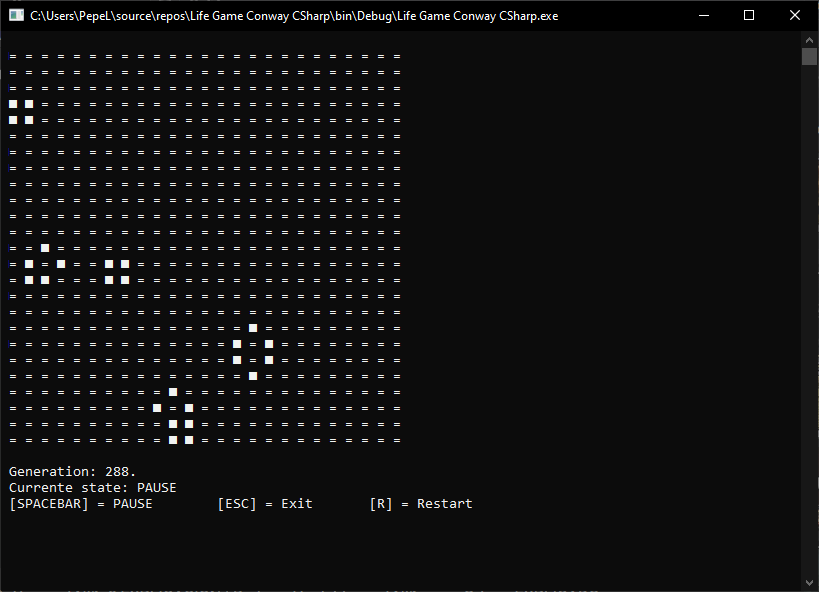 C:\Users\PepeL\source\repos\Life Game Conway CSharp\bin\Debug\Life Game Conway CSharp.exe
= = = = = = = = = = = = = = = = = = = = = = = = =
= = = = = = = = = = = = = = = = = = = = = = = = =
= = = = = = = = = = = = = = = = = = = = = = = = =
■ ■ = = = = = = = = = = = = = = = = = = = = = = =
■ ■ = = = = = = = = = = = = = = = = = = = = = = =
= = = = = = = = = = = = = = = = = = = = = = = = =
= = = = = = = = = = = = = = = = = = = = = = = = =
= = = = = = = = = = = = = = = = = = = = = = = = =
= = = = = = = = = = = = = = = = = = = = = = = = =
= = = = = = = = = = = = = = = = = = = = = = = = =
= = = = = = = = = = = = = = = = = = = = = = = = =
= = = = = = = = = = = = = = = = = = = = = = = = =
= = ■ = = = = = = = = = = = = = = = = = = = = = =
= ■ = ■ = = ■ ■ = = = = = = = = = = = = = = = = =
= ■ ■ = = = ■ ■ = = = = = = = = = = = = = = = = =
= = = = = = = = = = = = = = = = = = = = = = = = =
= = = = = = = = = = = = = = = = = = = = = = = = =
= = = = = = = = = = = = = = = ■ = = = = = = = = =
= = = = = = = = = = = = = = ■ = ■ = = = = = = = =
= = = = = = = = = = = = = = ■ = ■ = = = = = = = =
= = = = = = = = = = = = = = = ■ = = = = = = = = =
= = = = = = = = = = ■ = = = = = = = = = = = = = =
= = = = = = = = = ■ = ■ = = = = = = = = = = = = =
= = = = = = = = = = ■ ■ = = = = = = = = = = = = =
= = = = = = = = = = ■ ■ = = = = = = = = = = = = =
Generation: 288.
Currente state: PAUSE
[SPACEBAR] = PAUSE [ESC] = Exit [R] = Restart